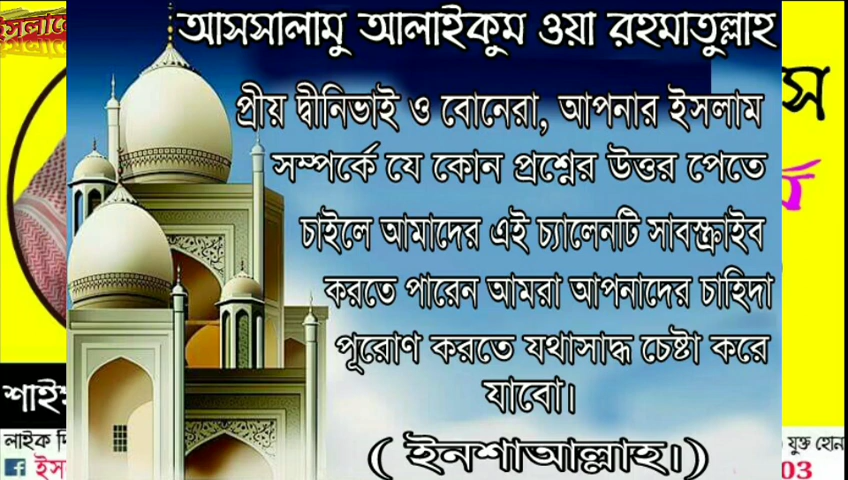 আসসালামু আলাইকুম ওয়া রহমাতুল্লাহ
প্রীয় দ্বীনিভাই ও বোনেরা, আপনার ইসলাম
সম্পর্কে যে কোন প্রশ্নের উত্তর পেতে
চাইলে আমাদের এই চ্যালেনটি সাবস্ক্রাইব
করতে পারেন আমরা আপনাদের চাহিদা
পূরোণ করতে যথাসাদ্ধ চেষ্টা করে
যাবো।
( ইনশাআল্লাহ।)
লাইক
যুক্ত হোন
03